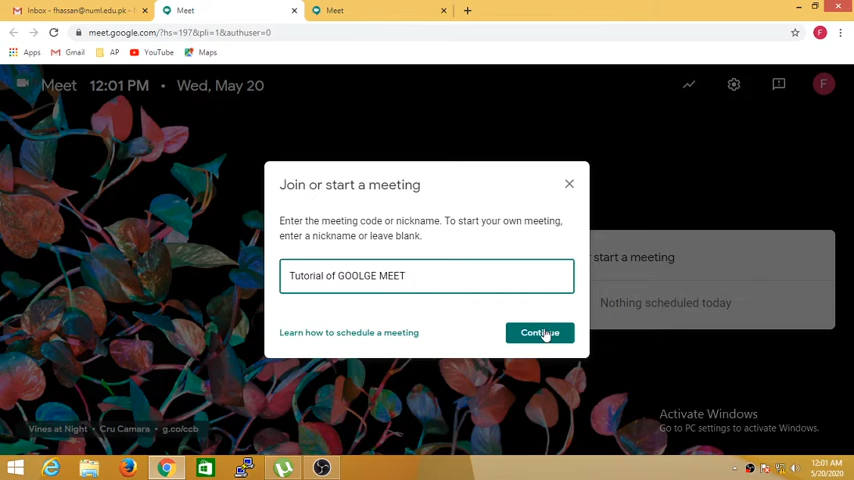 Inbox - fhassan@numl.edu.pk -
Meet
Meet
meet.google.com/?hs=197&pli=1&authuser=0
F
Apps
Gmail
AP
YouTube
Maps
Meet 12:01 PM • Wed, May 20
F
Join or start a meeting
Enter the meeting code or nickname. To start your own meeting,
enter a nickname or leave blank.
Tutorial of GOOLGE MEET
Learn how to schedule a meeting
Continue
start a meeting
Nothing scheduled today
Activate Windows
Go to PC settings to activate Windows.
Vines at Night • Cru Camara • g.co/ccb
12:01 AM
5/20/2020